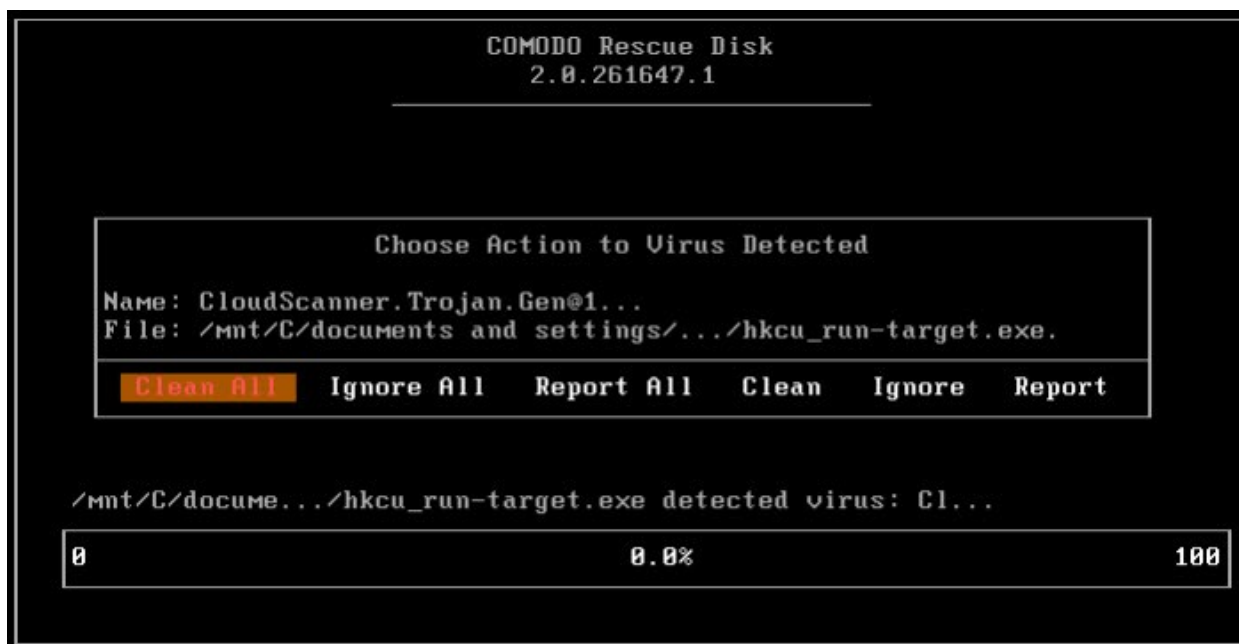 COMODO Rescue Disk
2.0.261647.1
Choose Action to Virus Detected
Name: CloudScanner.Trojan.Gen@1...
File: /mnt/C/documents and settings/.../hkcu_run-target.exe.
Clean All Ignore All Report All Clean Ignore Report
/mnt/C/docume.../hkcu_run-target.exe detected virus: Cl...
0 0.0% 100